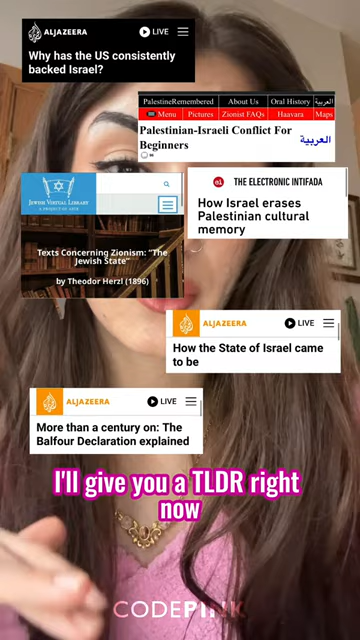 ALJAZEERA LIVE
Why has the US consistently
backed Israel?
PalestineRemembered About Us Oral History العربية
Menu Pictures Zionist FAQs Haavara Maps
Palestinian-Israeli Conflict For
Beginners
العربية
JEWISH VIRTUAL LIBRARY
A PROJECT OF AICE
Texts Concerning Zionism: "The
Jewish State"
by Theodor Herzl (1896)
ei THE ELECTRONIC INTIFADA
How Israel erases
Palestinian cultural
memory
ALJAZEERA LIVE
How the State of Israel came
to be
ALJAZEERA LIVE
More than a century on: The
Balfour Declaration explained
I'll give you a TLDR right
now
CODEPINK